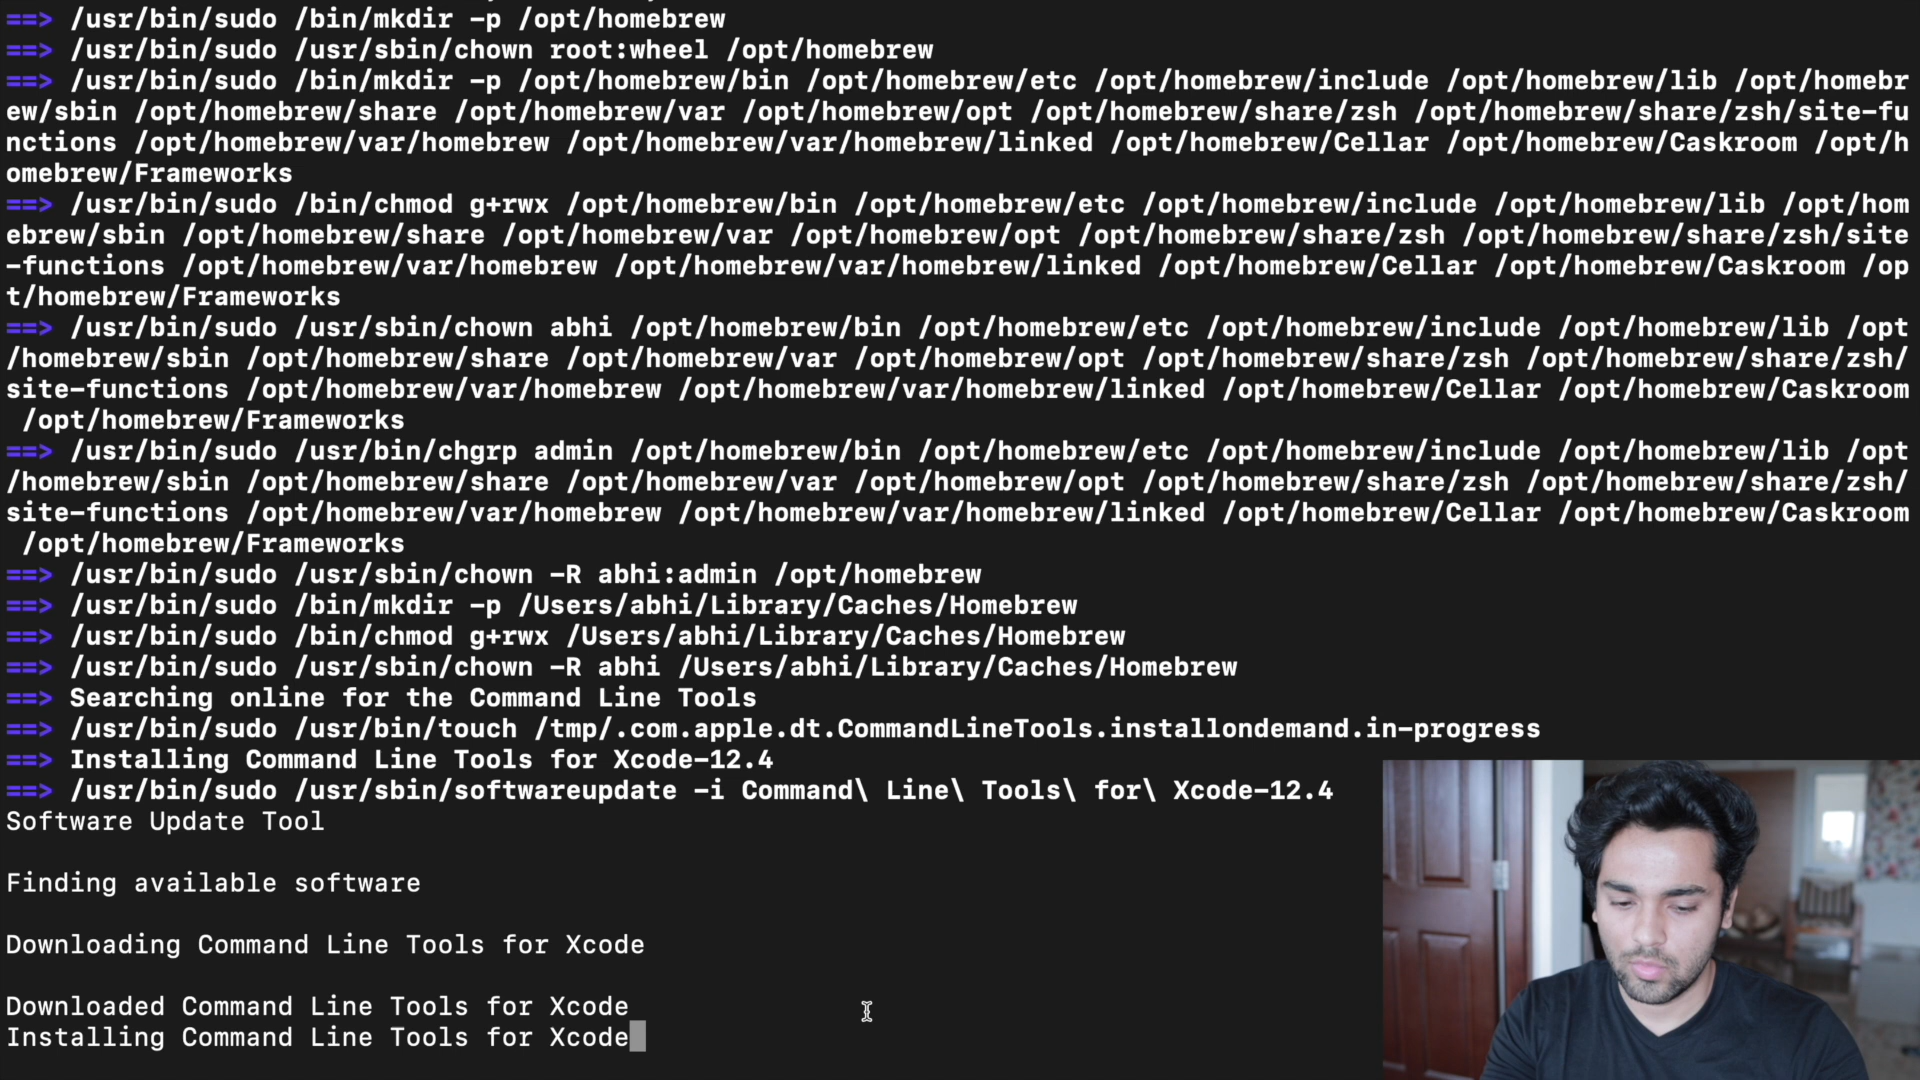 ==> /usr/bin/sudo /bin/mkdir -p /opt/homebrew
==> /usr/bin/sudo /usr/sbin/chown root:wheel /opt/homebrew
==> /usr/bin/sudo /bin/mkdir -p /opt/homebrew/bin /opt/homebrew/etc /opt/homebrew/include /opt/homebrew/lib /opt/homebr
ew/sbin /opt/homebrew/share /opt/homebrew/var /opt/homebrew/opt /opt/homebrew/share/zsh /opt/homebrew/share/zsh/site-fu
nctions /opt/homebrew/var/homebrew /opt/homebrew/var/homebrew/linked /opt/homebrew/Cellar /opt/homebrew/Caskroom /opt/h
omebrew/Frameworks
==> /usr/bin/sudo /bin/chmod g+rwx /opt/homebrew/bin /opt/homebrew/etc /opt/homebrew/include /opt/homebrew/lib /opt/hom
ebrew/sbin /opt/homebrew/share /opt/homebrew/var /opt/homebrew/opt /opt/homebrew/share/zsh /opt/homebrew/share/zsh/site
-functions /opt/homebrew/var/homebrew /opt/homebrew/var/homebrew/linked /opt/homebrew/Cellar /opt/homebrew/Caskroom /op
t/homebrew/Frameworks
==> /usr/bin/sudo /usr/sbin/chown abhi /opt/homebrew/bin /opt/homebrew/etc /opt/homebrew/include /opt/homebrew/lib /opt
/homebrew/sbin /opt/homebrew/share /opt/homebrew/var /opt/homebrew/opt /opt/homebrew/share/zsh /opt/homebrew/share/zsh/
site-functions /opt/homebrew/var/homebrew /opt/homebrew/var/homebrew/linked /opt/homebrew/Cellar /opt/homebrew/Caskroom
/opt/homebrew/Frameworks
==> /usr/bin/sudo /usr/bin/chgrp admin /opt/homebrew/bin /opt/homebrew/etc /opt/homebrew/include /opt/homebrew/lib /opt
/homebrew/sbin /opt/homebrew/share /opt/homebrew/var /opt/homebrew/opt /opt/homebrew/share/zsh /opt/homebrew/share/zsh/
site-functions /opt/homebrew/var/homebrew /opt/homebrew/var/homebrew/linked /opt/homebrew/Cellar /opt/homebrew/Caskroom
/opt/homebrew/Frameworks
==> /usr/bin/sudo /usr/sbin/chown -R abhi:admin /opt/homebrew
==> /usr/bin/sudo /bin/mkdir -p /Users/abhi/Library/Caches/Homebrew
==> /usr/bin/sudo /bin/chmod g+rwx /Users/abhi/Library/Caches/Homebrew
==> /usr/bin/sudo /usr/sbin/chown -R abhi /Users/abhi/Library/Caches/Homebrew
==> Searching online for the Command Line Tools
==> /usr/bin/sudo /usr/bin/touch /tmp/.com.apple.dt.CommandLineTools.installondemand.in-progress
==> Installing Command Line Tools for Xcode-12.4
==> /usr/bin/sudo /usr/sbin/softwareupdate -i Command\ Line\ Tools\ for\ Xcode-12.4
Software Update Tool
Finding available software
Downloading Command Line Tools for Xcode
Downloaded Command Line Tools for Xcode
Installing Command Line Tools for Xcode